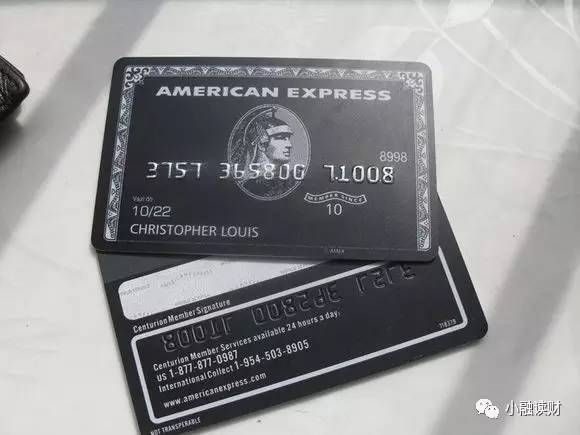 AMERICAN EXPRESS
8998
3757 365800 71008
MEMBER SINCE
10/22
10
CHRISTOPHER LOUIS
AMEX
Centurion Member Signature
Centurion Member Services available 24 hours a day.
US 1-877-877-0987
International Collect 1-954-503-8905
www.americanexpress.com
NOT TRANSFERABLE
小融读财